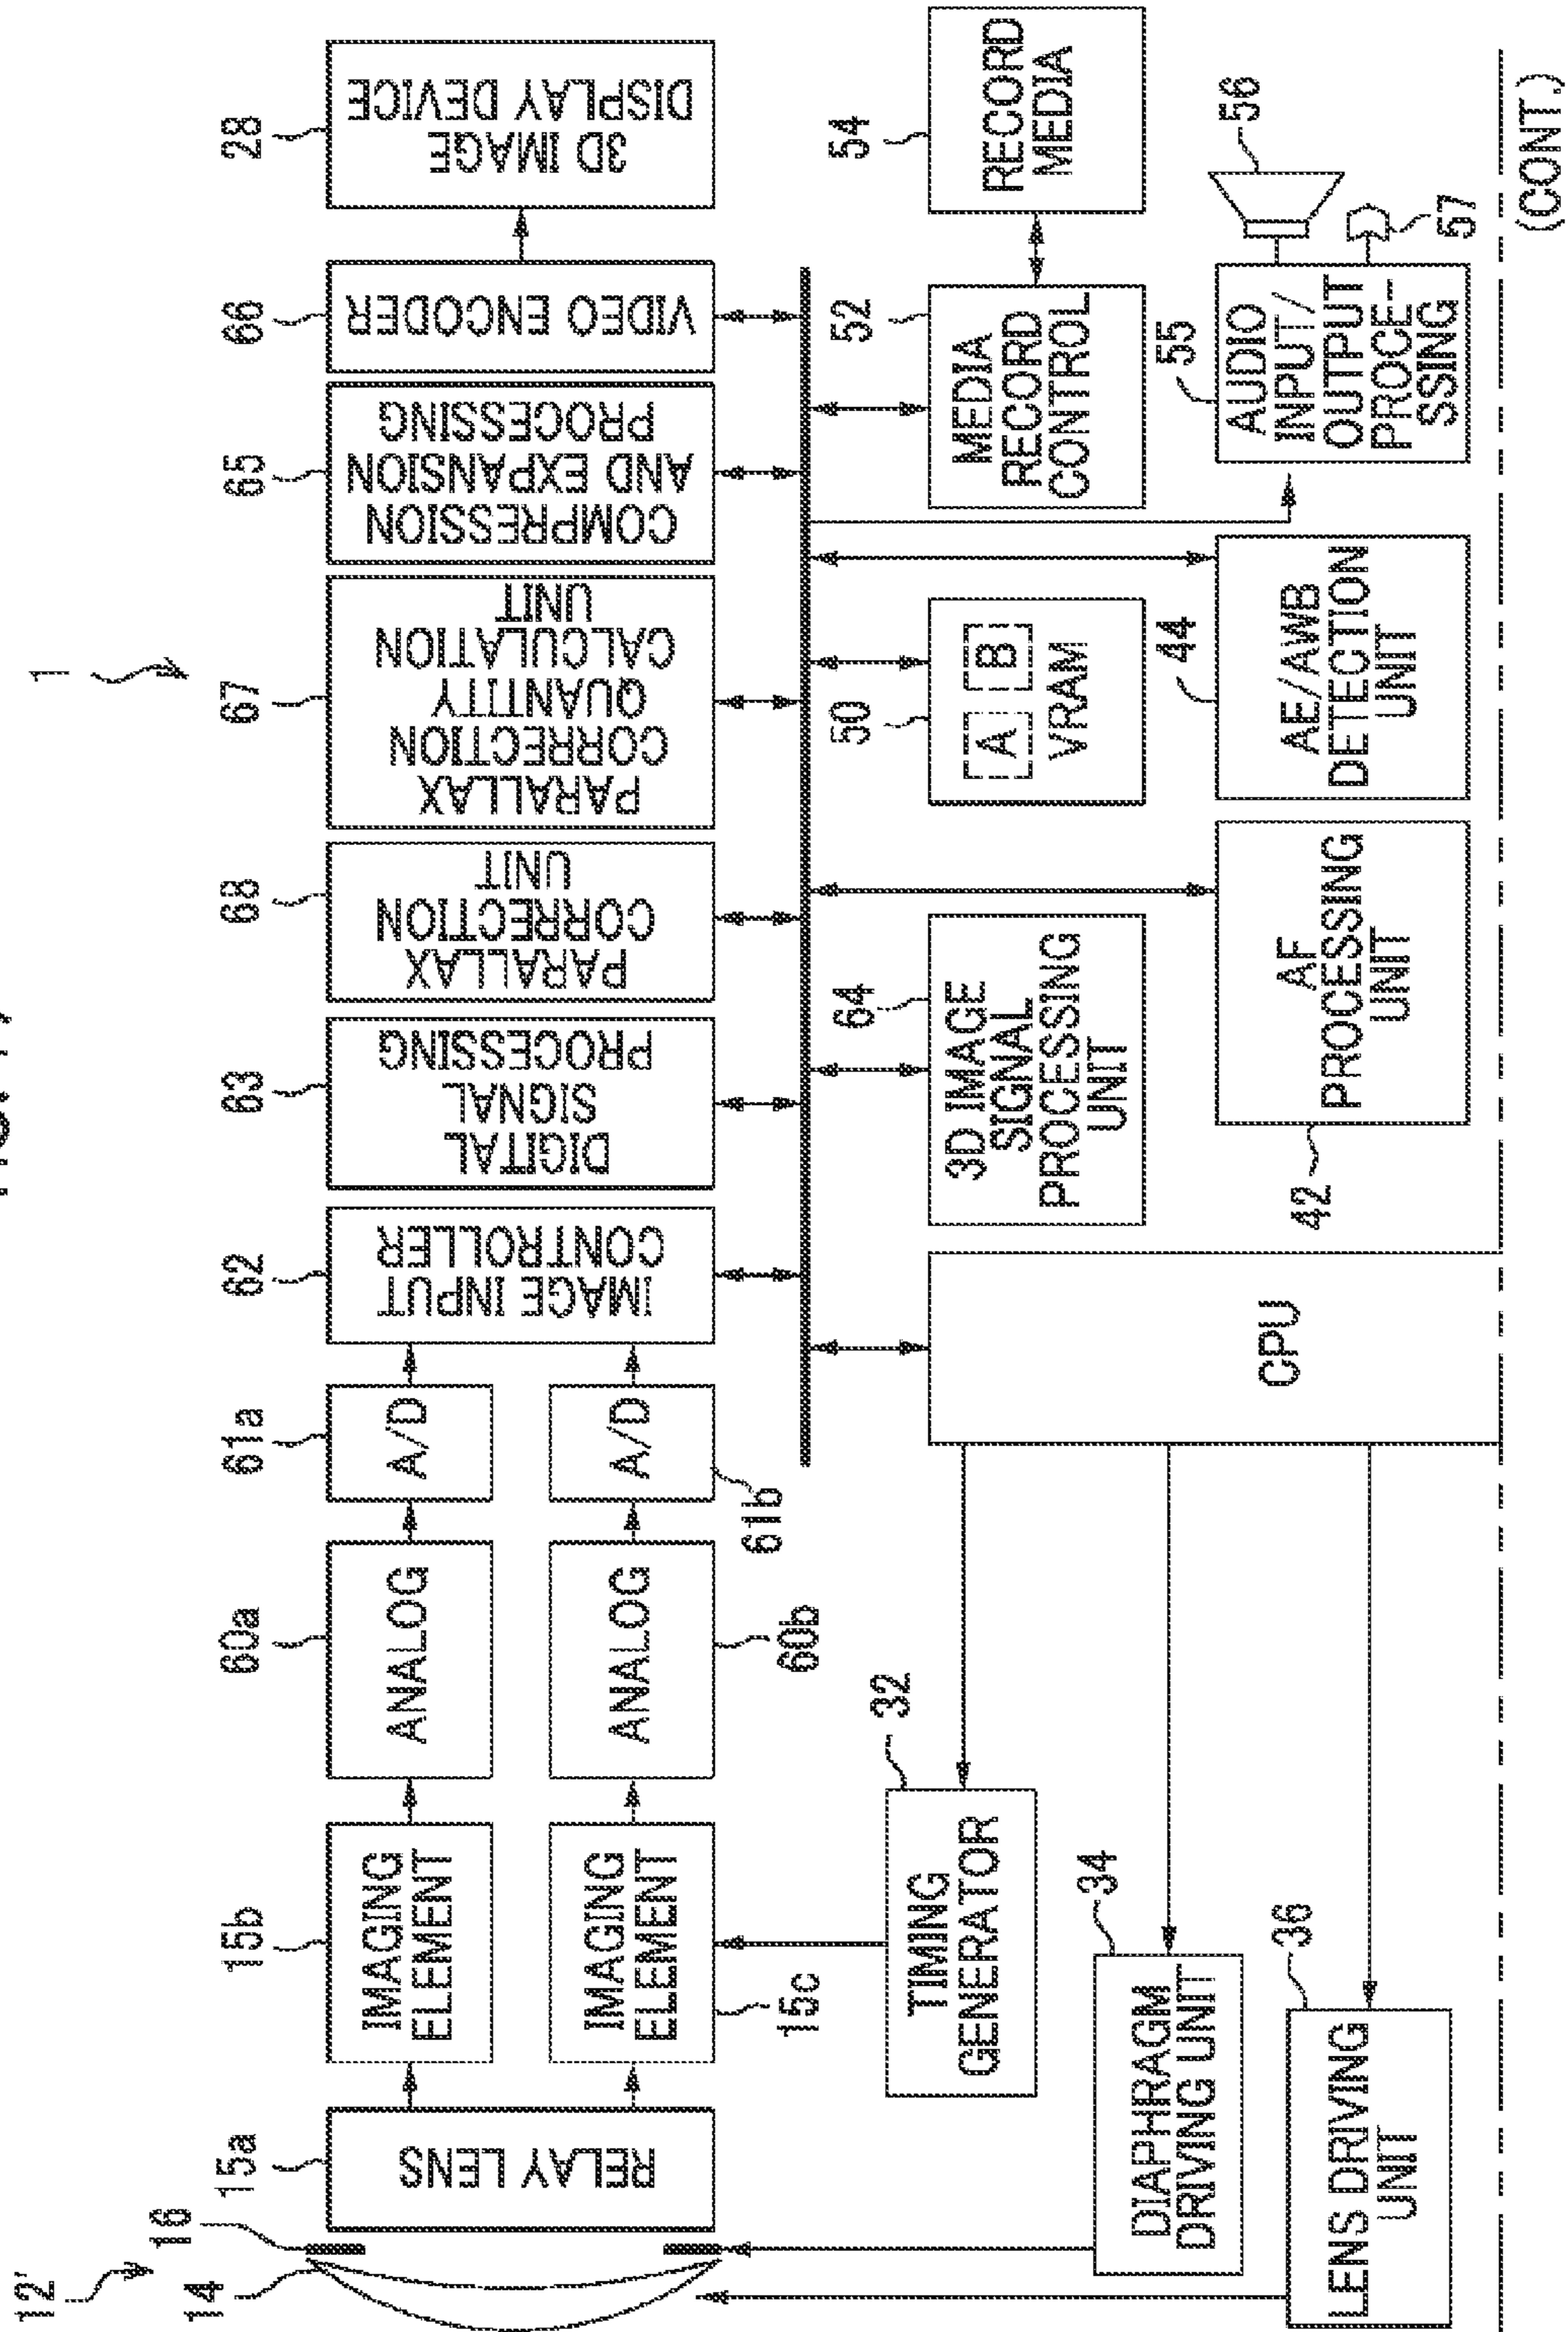 1
12'
16
14
15a
15b
60a
61a
62
63
68
67
65
66
28
RELAY LENS
IMAGING
ELEMENT
ANALOG
A/D
IMAGE INPUT
CONTROLLER
DIGITAL
SIGNAL
PROCESSING
PARALLAX
CORRECTION
UNIT
PARALLAX
CORRECTION
QUANTITY
CALCULATION
UNIT
COMPRESSION
AND EXPANSION
PROCESSING
VIDEO ENCODER
3D IMAGE
DISPLAY DEVICE
IMAGING
ELEMENT
ANALOG
A/D
15c
60b
61b
32
64
50
52
54
TIMING
GENERATOR
CPU
3D IMAGE
SIGNAL
PROCESSING
UNIT
A B
VRAM
MEDIA
RECORD
CONTROL
RECORD
MEDIA
34
DIAPHRAGM
DRIVING UNIT
36
LENS DRIVING
UNIT
42
AF
PROCESSING
UNIT
44
AE/AWB
DETECTION
UNIT
55
AUDIO
INPUT/
OUTPUT
PROCE-
SSING
56
57
(CONT.)